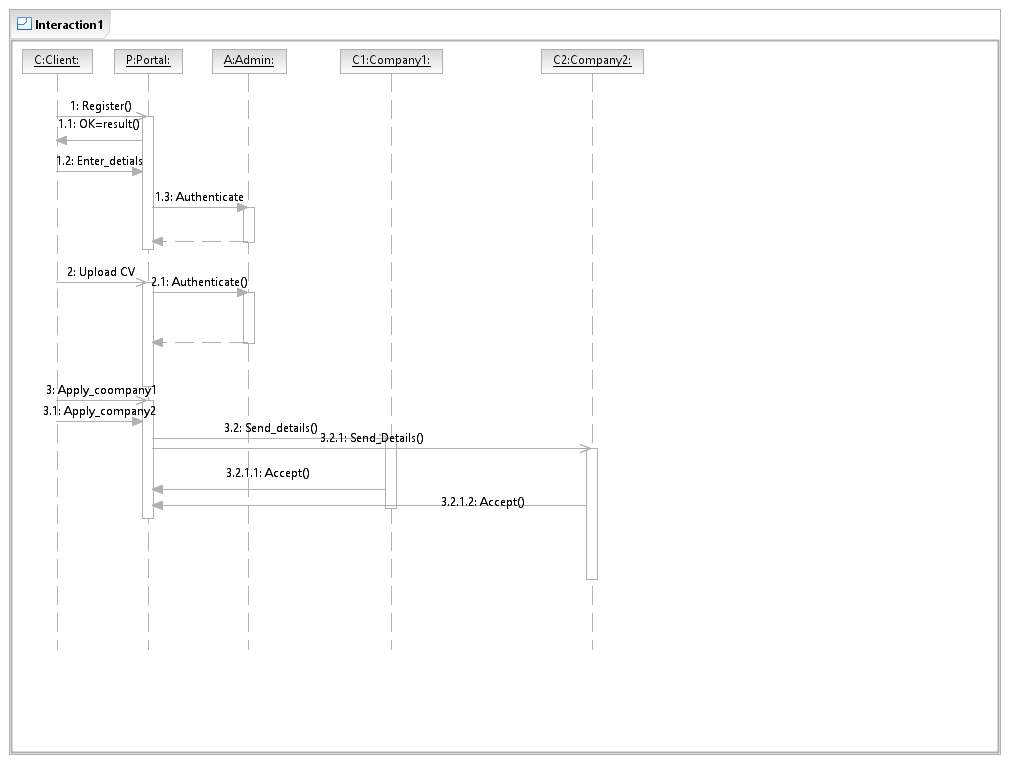 Interaction1
C:Client:
P:Portal:
A:Admin:
C1:Company1:
C2:Company2:
1: Register()
1.1: OK=result()
1.2: Enter_detials
1.3: Authenticate
2: Upload CV
2.1: Authenticate()
3: Apply_coompany1
3.1: Apply_company2
3.2: Send_details()
3.2.1: Send_Details()
3.2.1.1: Accept()
3.2.1.2: Accept()